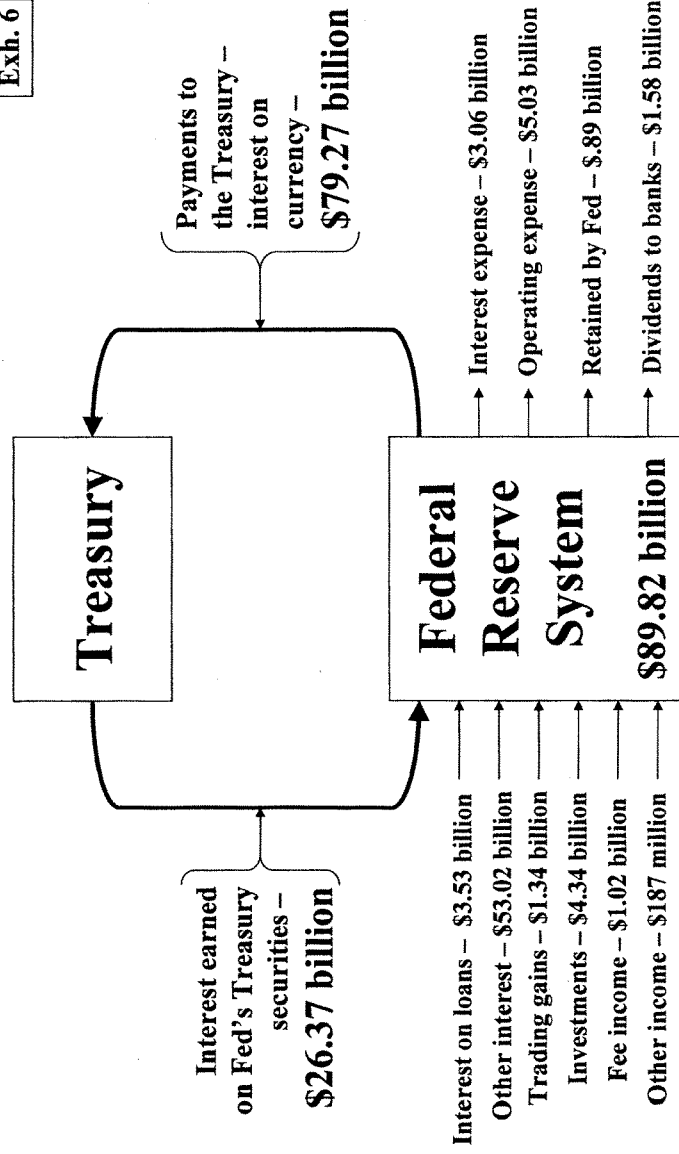 Exh. 6
Treasury
Interest earned
on Fed's Treasury
securities –
$26.37 billion
Payments to
the Treasury –
interest on
currency –
$79.27 billion
Federal
Reserve
System
$89.82 billion
Interest on loans – $3.53 billion
Other interest – $53.02 billion
Trading gains – $1.34 billion
Investments – $4.34 billion
Fee income – $1.02 billion
Other income – $187 million
Interest expense – $3.06 billion
Operating expense – $5.03 billion
Retained by Fed – $.89 billion
Dividends to banks – $1.58 billion